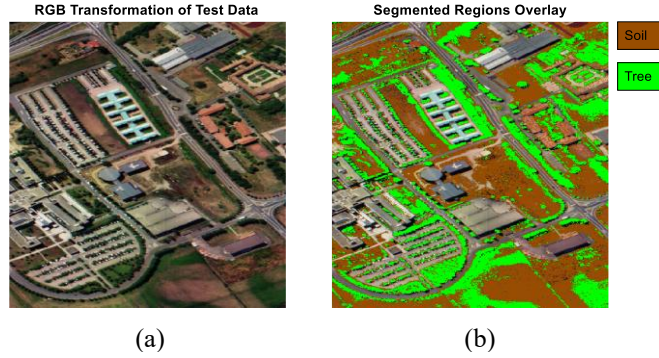 RGB Transformation of Test Data
Segmented Regions Overlay
Soil
Tree
(a)
(b)